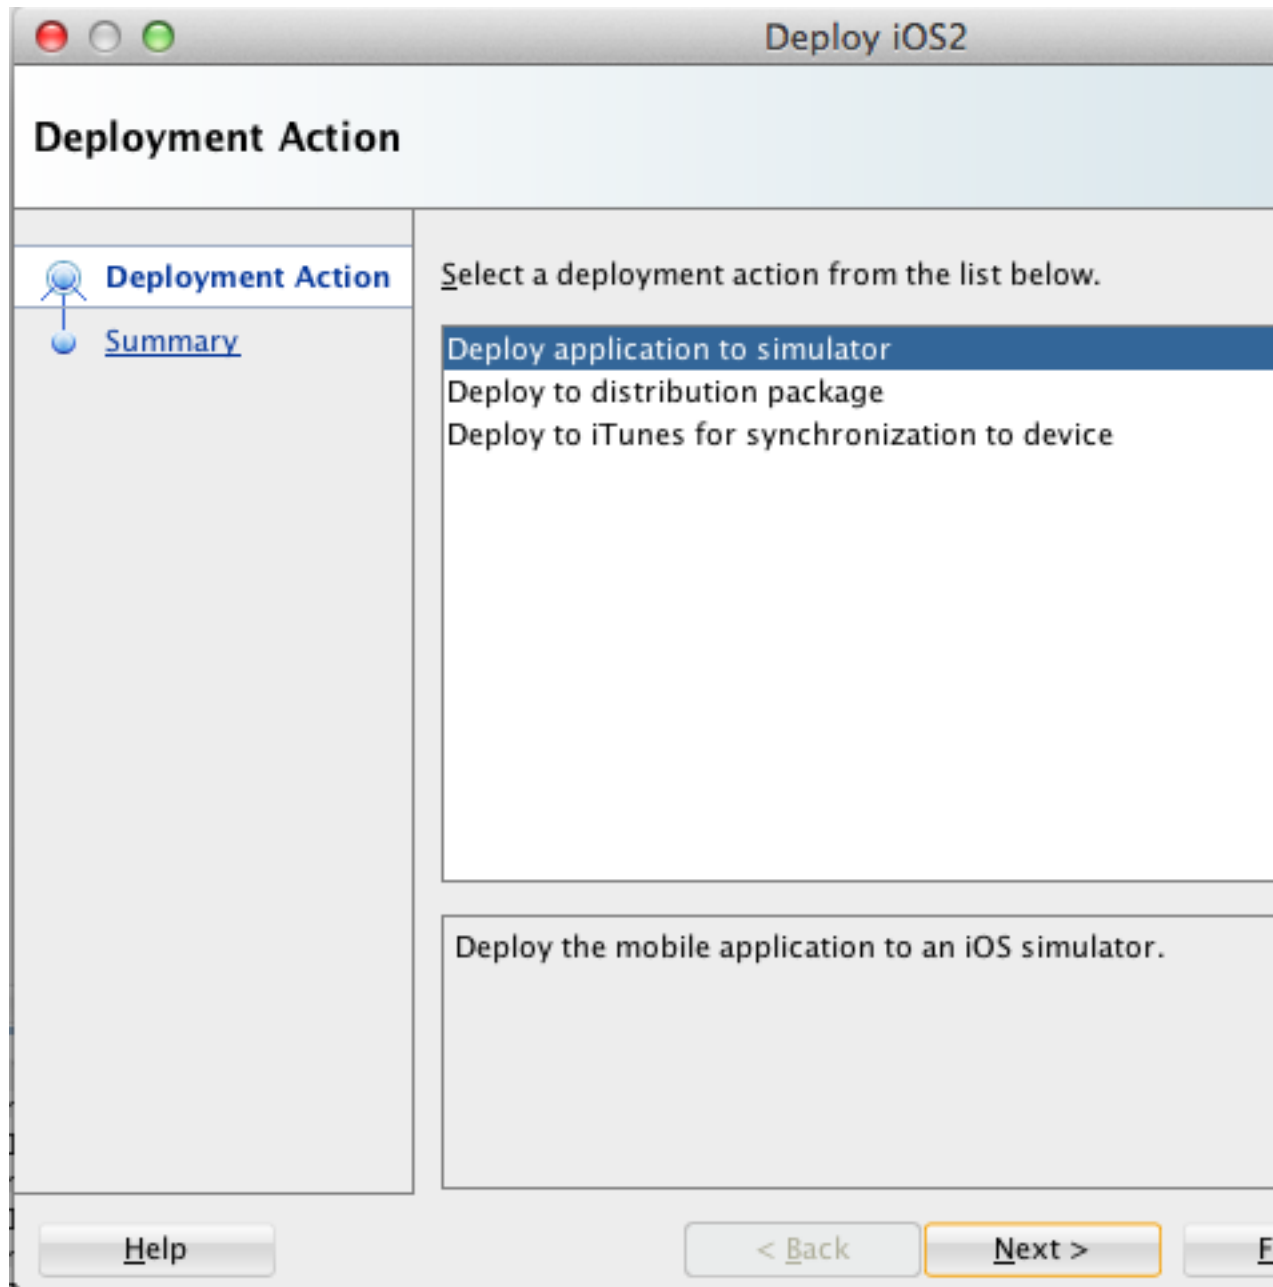 Deploy iOS2
Deployment Action
Deployment Action
Summary
Select a deployment action from the list below.
Deploy application to simulator
Deploy to distribution package
Deploy to iTunes for synchronization to device
Deploy the mobile application to an iOS simulator.
Help
< Back
Next >